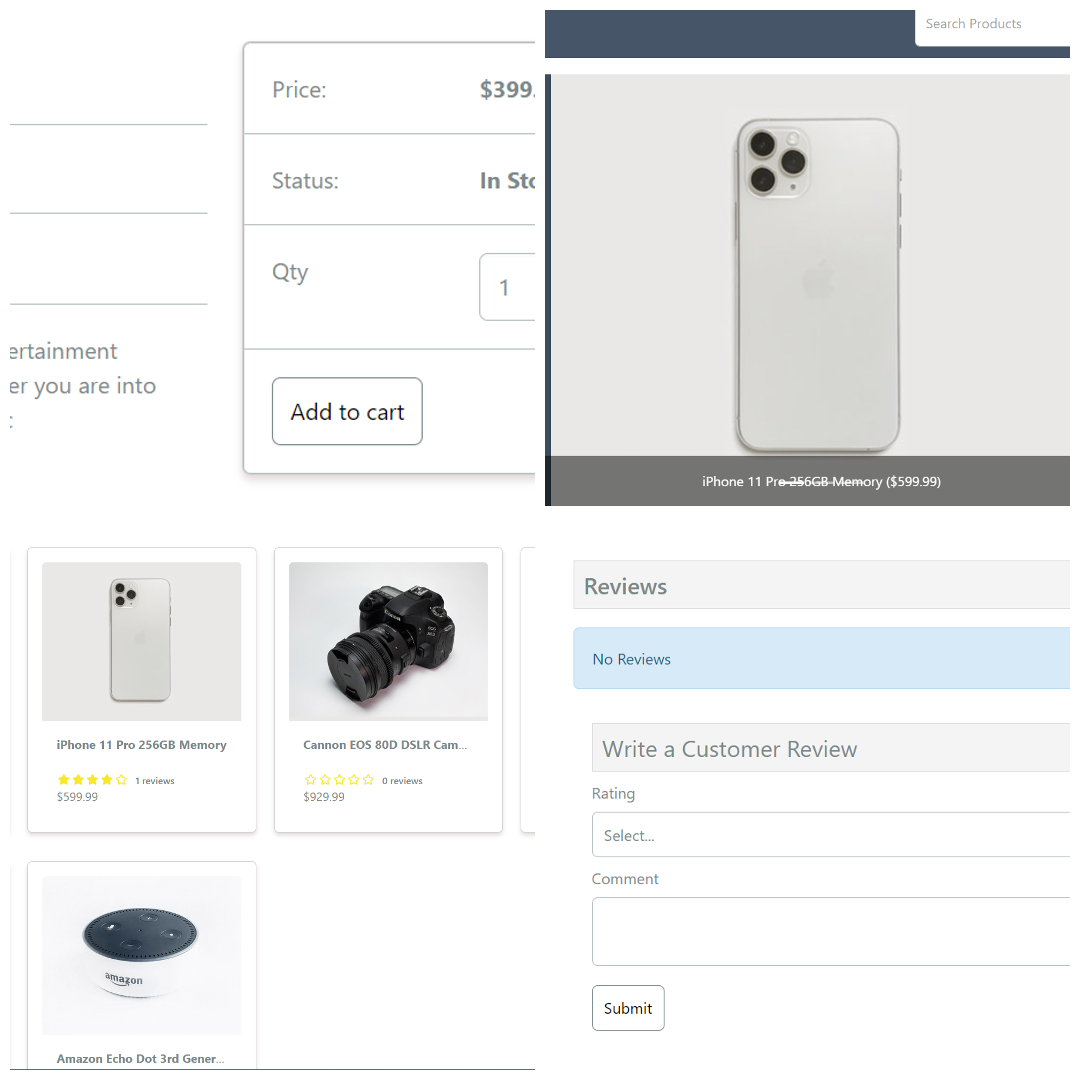 Price:
$399.
Status:
In Sto
Qty
1
ertainment
er you are into
Add to cart
Search Products
iPhone 11 Pro 256GB Memory ($599.99)
iPhone 11 Pro 256GB Memory
1 reviews
$599.99
Canon
Cannon EOS 80D DSLR Cam...
0 reviews
$929.99
amazon
Amazon Echo Dot 3rd Gener...
Reviews
No Reviews
Write a Customer Review
Rating
Select...
Comment
Submit